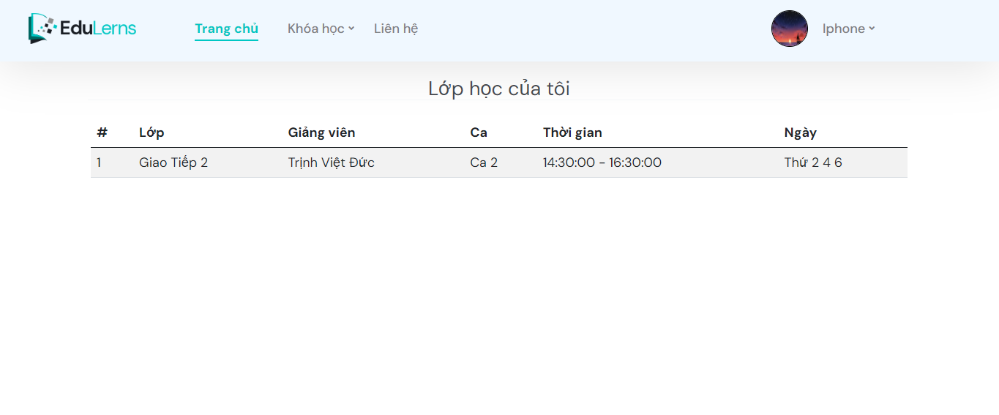 EduLerns Trang chủ Khóa học Liên hệ Iphone
Lớp học của tôi
# Lớp Giảng viên Ca Thời gian Ngày
1 Giao Tiếp 2 Trịnh Việt Đức Ca 2 14:30:00 - 16:30:00 Thứ 2 4 6